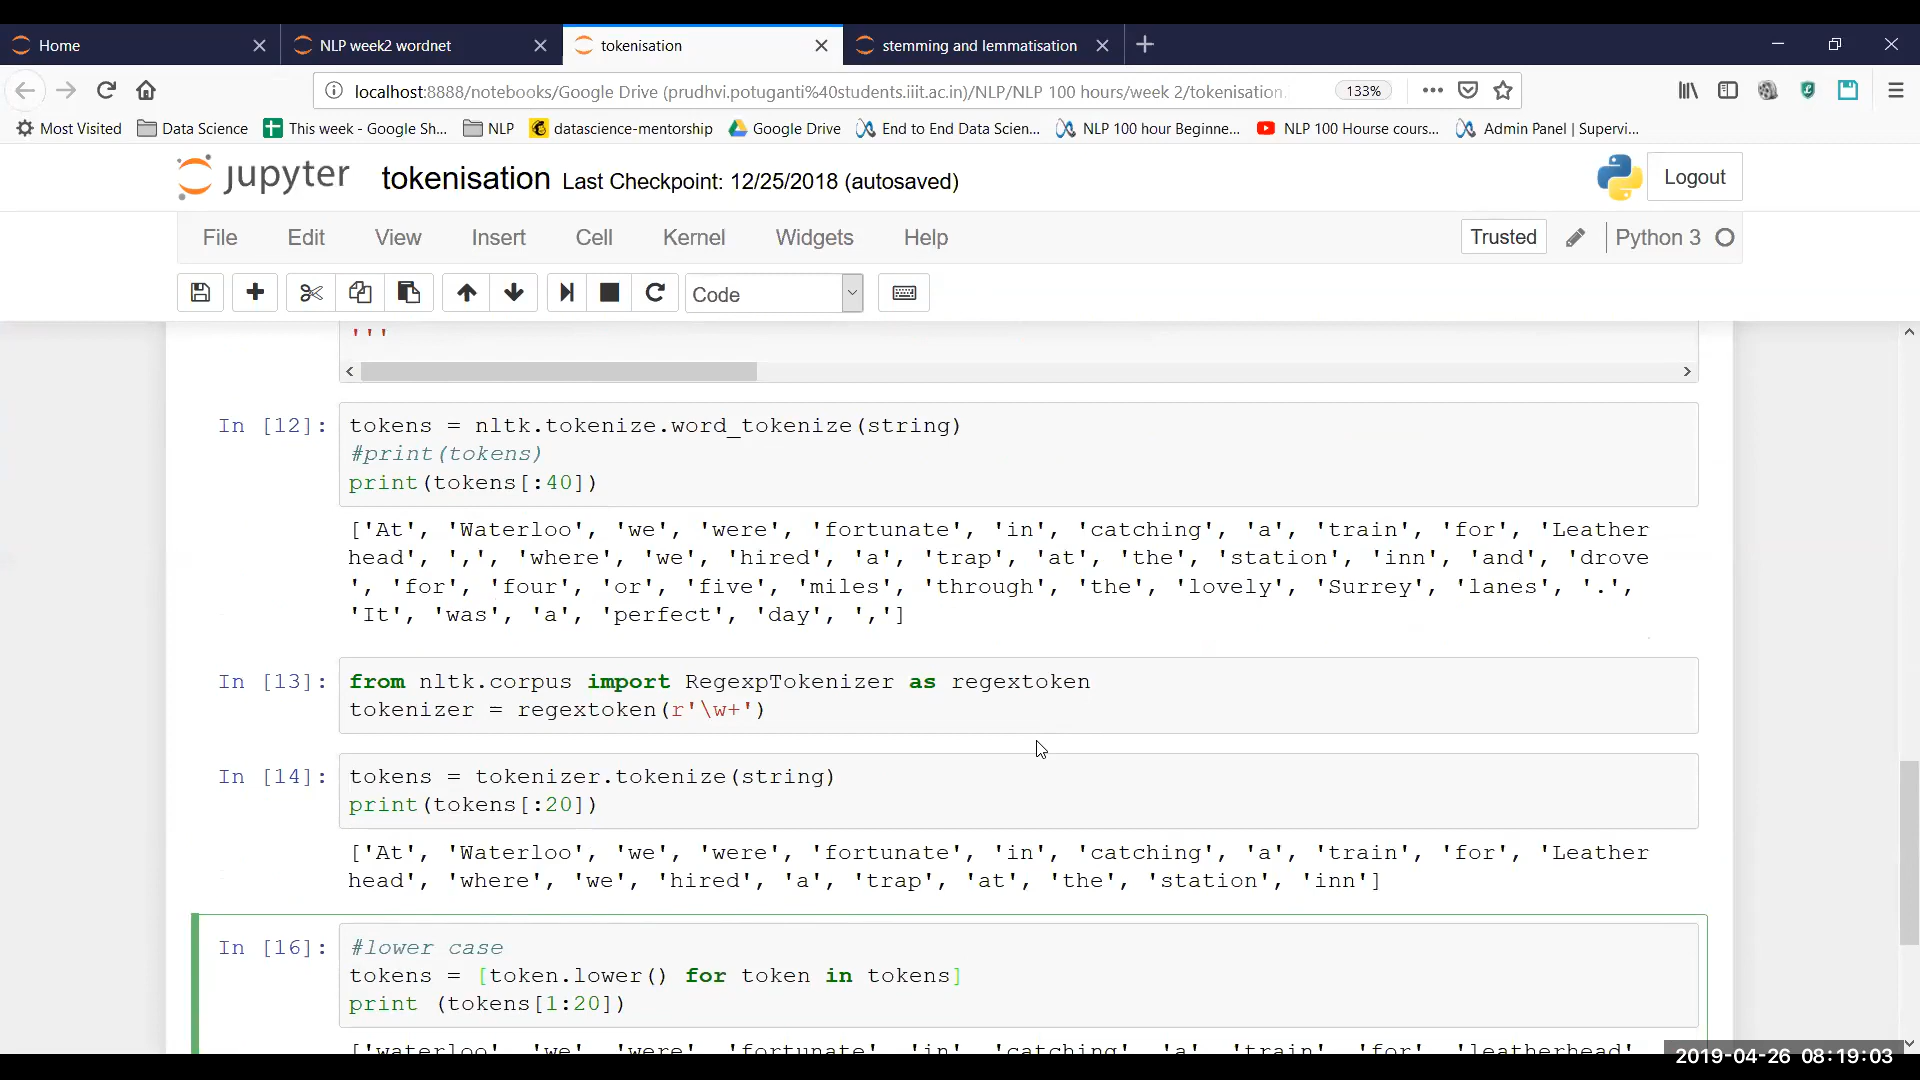 Home
NLP week2 wordnet
tokenisation
stemming and lemmatisation
localhost:8888/notebooks/Google Drive (prudhvi.potuganti%40students.iiit.ac.in)/NLP/NLP 100 hours/week 2/tokenisation.
133%
Most Visited
Data Science
This week - Google Sh...
NLP
datascience-mentorship
Google Drive
End to End Data Scien...
NLP 100 hour Beginne...
NLP 100 Hourse cours...
Admin Panel | Supervi...
jupyter
tokenisation Last Checkpoint: 12/25/2018 (autosaved)
Logout
File
Edit
View
Insert
Cell
Kernel
Widgets
Help
Trusted
Python 3
Code
'''
In [12]:
tokens = nltk.tokenize.word_tokenize(string)
#print(tokens)
print(tokens[:40])
['At', 'Waterloo', 'we', 'were', 'fortunate', 'in', 'catching', 'a', 'train', 'for', 'Leather
head', ',', 'where', 'we', 'hired', 'a', 'trap', 'at', 'the', 'station', 'inn', 'and', 'drove
', 'for', 'four', 'or', 'five', 'miles', 'through', 'the', 'lovely', 'Surrey', 'lanes', '.',
'It', 'was', 'a', 'perfect', 'day', ',']
In [13]:
from nltk.corpus import RegexpTokenizer as regextoken
tokenizer = regextoken(r'\w+')
In [14]:
tokens = tokenizer.tokenize(string)
print(tokens[:20])
['At', 'Waterloo', 'we', 'were', 'fortunate', 'in', 'catching', 'a', 'train', 'for', 'Leather
head', 'where', 'we', 'hired', 'a', 'trap', 'at', 'the', 'station', 'inn']
In [16]:
#lower case
tokens = [token.lower() for token in tokens]
print (tokens[1:20])
['waterloo' 'we' 'were' 'fortunate' 'in' 'catching' 'a' 'train' 'for' 'leatherhead'
2019-04-26 08:19:03